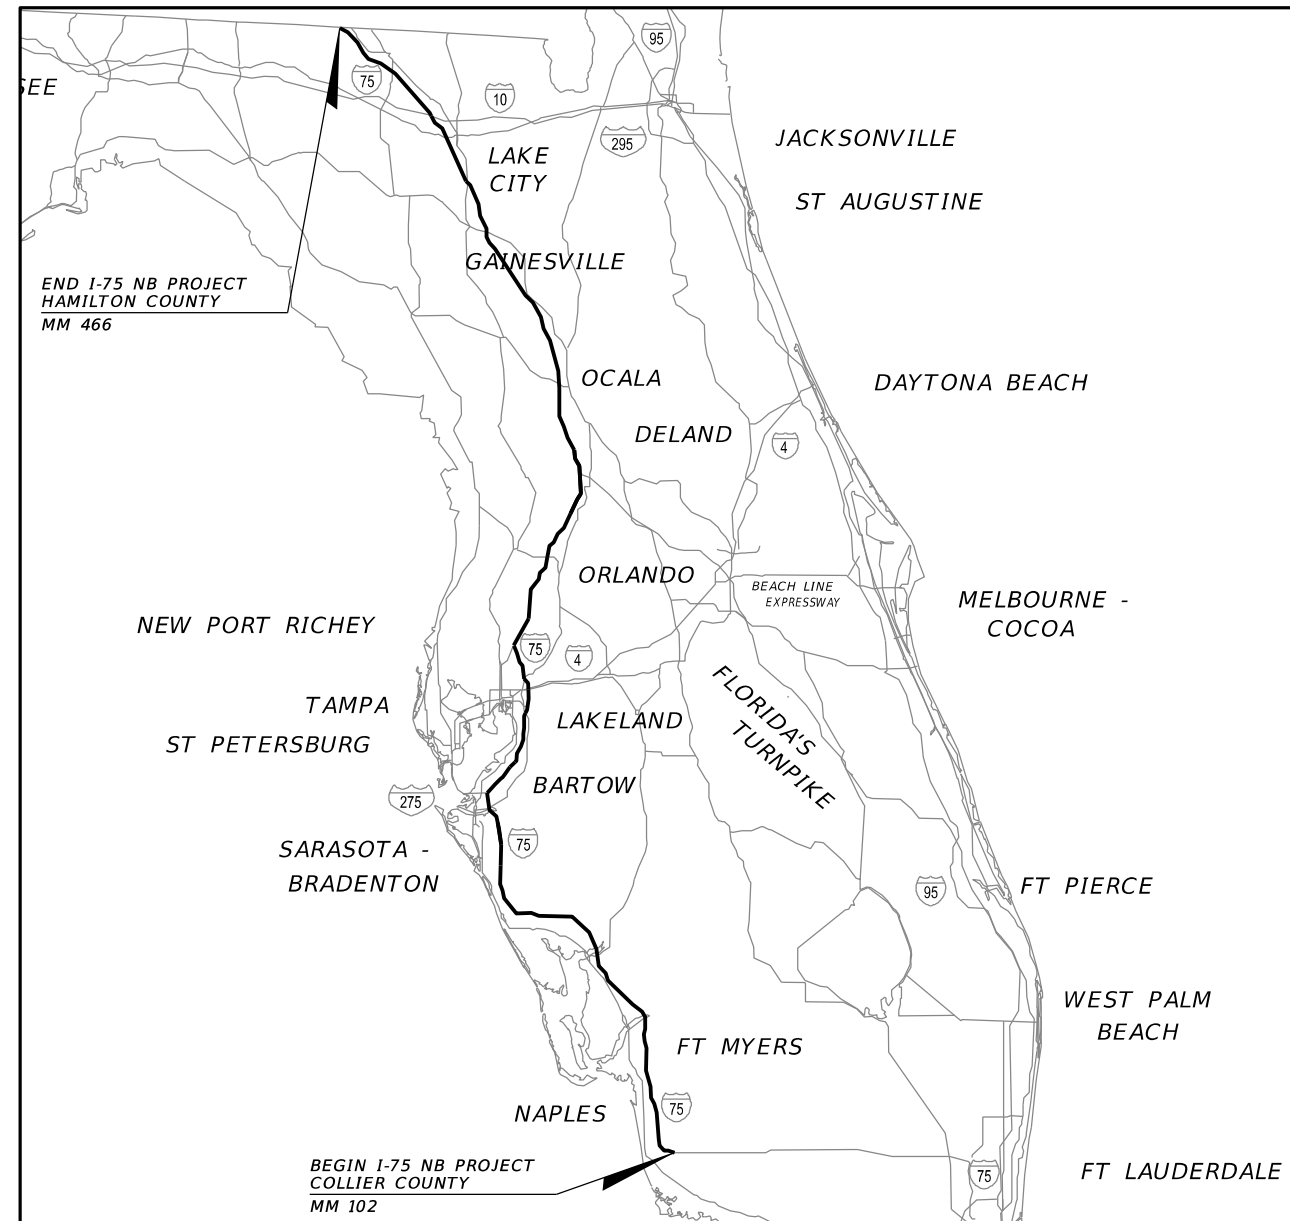 95
SEE
75
10
JACKSONVILLE
295
LAKE
CITY
ST AUGUSTINE
GAINESVILLE
END I-75 NB PROJECT
HAMILTON COUNTY
MM 466
OCALA
DAYTONA BEACH
DELAND
4
ORLANDO
BEACH LINE
EXPRESSWAY
MELBOURNE -
COCOA
NEW PORT RICHEY
75
4
FLORIDA'S
TURNPIKE
TAMPA
LAKELAND
ST PETERSBURG
BARTOW
275
75
SARASOTA -
BRADENTON
95
FT PIERCE
WEST PALM
BEACH
FT MYERS
75
NAPLES
BEGIN I-75 NB PROJECT
COLLIER COUNTY
MM 102
75
FT LAUDERDALE